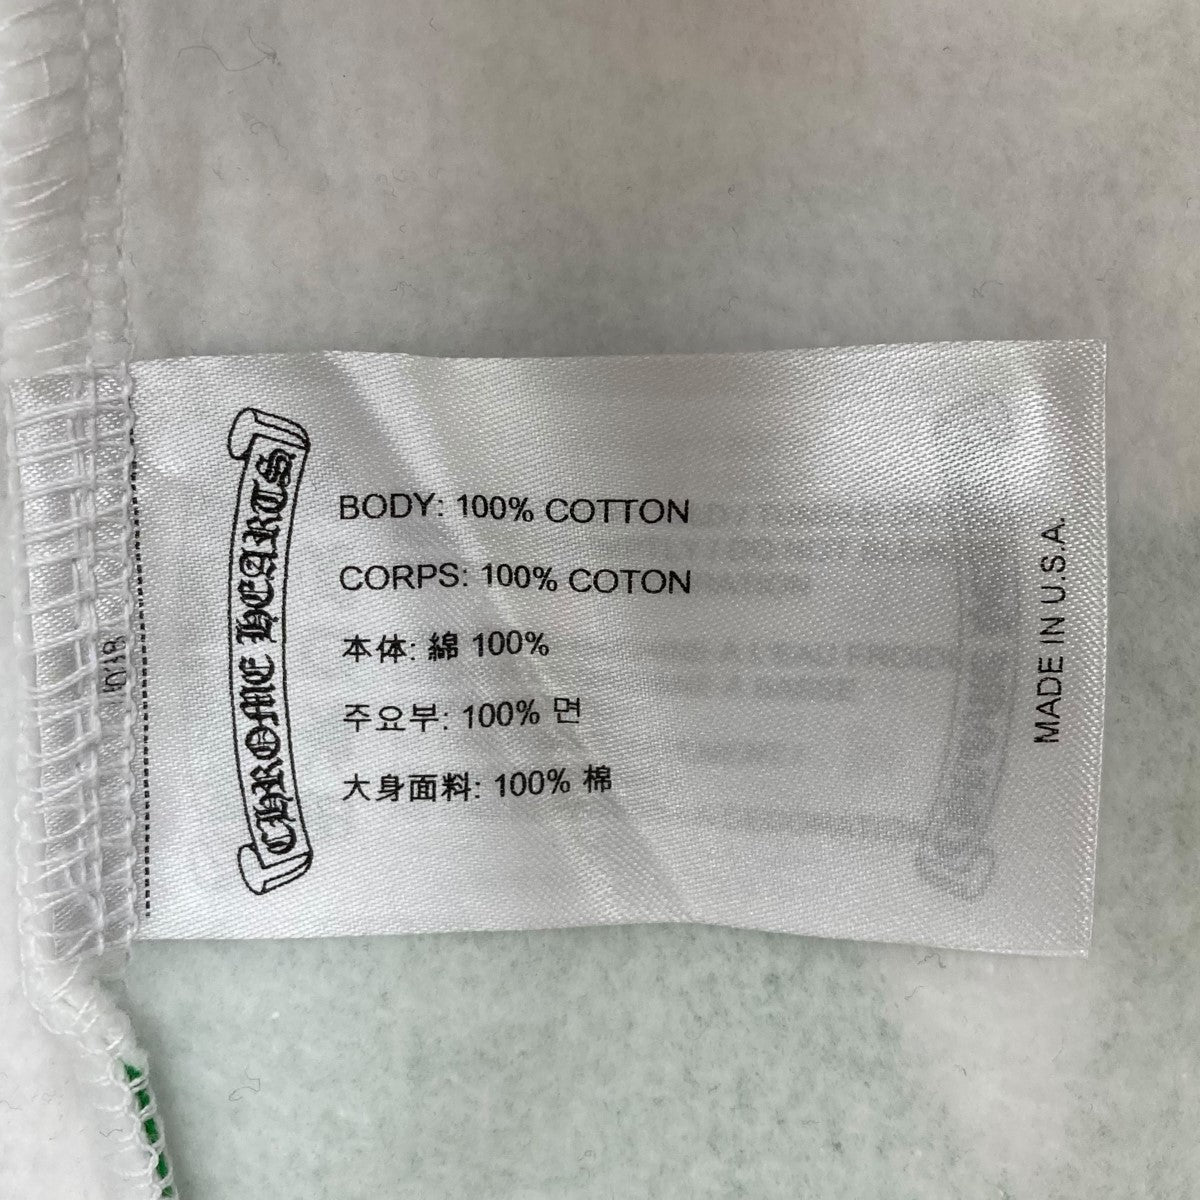 CHROME HEARTS
BODY: 100% COTTON
CORPS: 100% COTON
本体: 綿 100%
주요부: 100% 면
大身面料: 100% 棉
MADE IN U.S.A.